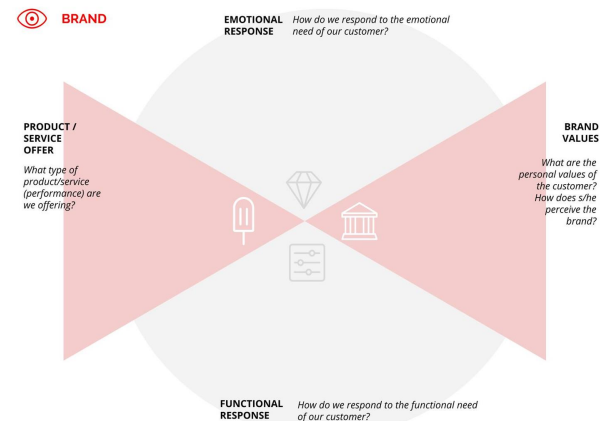 BRAND
EMOTIONAL
RESPONSE
How do we respond to the emotional
need of our customer?
PRODUCT /
SERVICE
OFFER
What type of
product/service
(performance) are
we offering?
BRAND
VALUES
What are the
personal values of
the customer?
How does s/he
perceive the
brand?
FUNCTIONAL
RESPONSE
How do we respond to the functional need
of our customer?